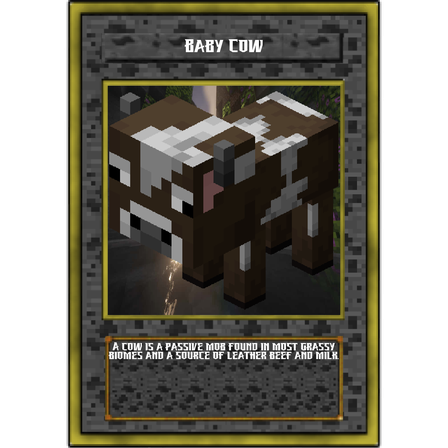 BABY COW
A COW IS A PASSIVE MOB FOUND IN MOST GRASSY
BIOMES AND A SOURCE OF LEATHER BEEF AND MILK